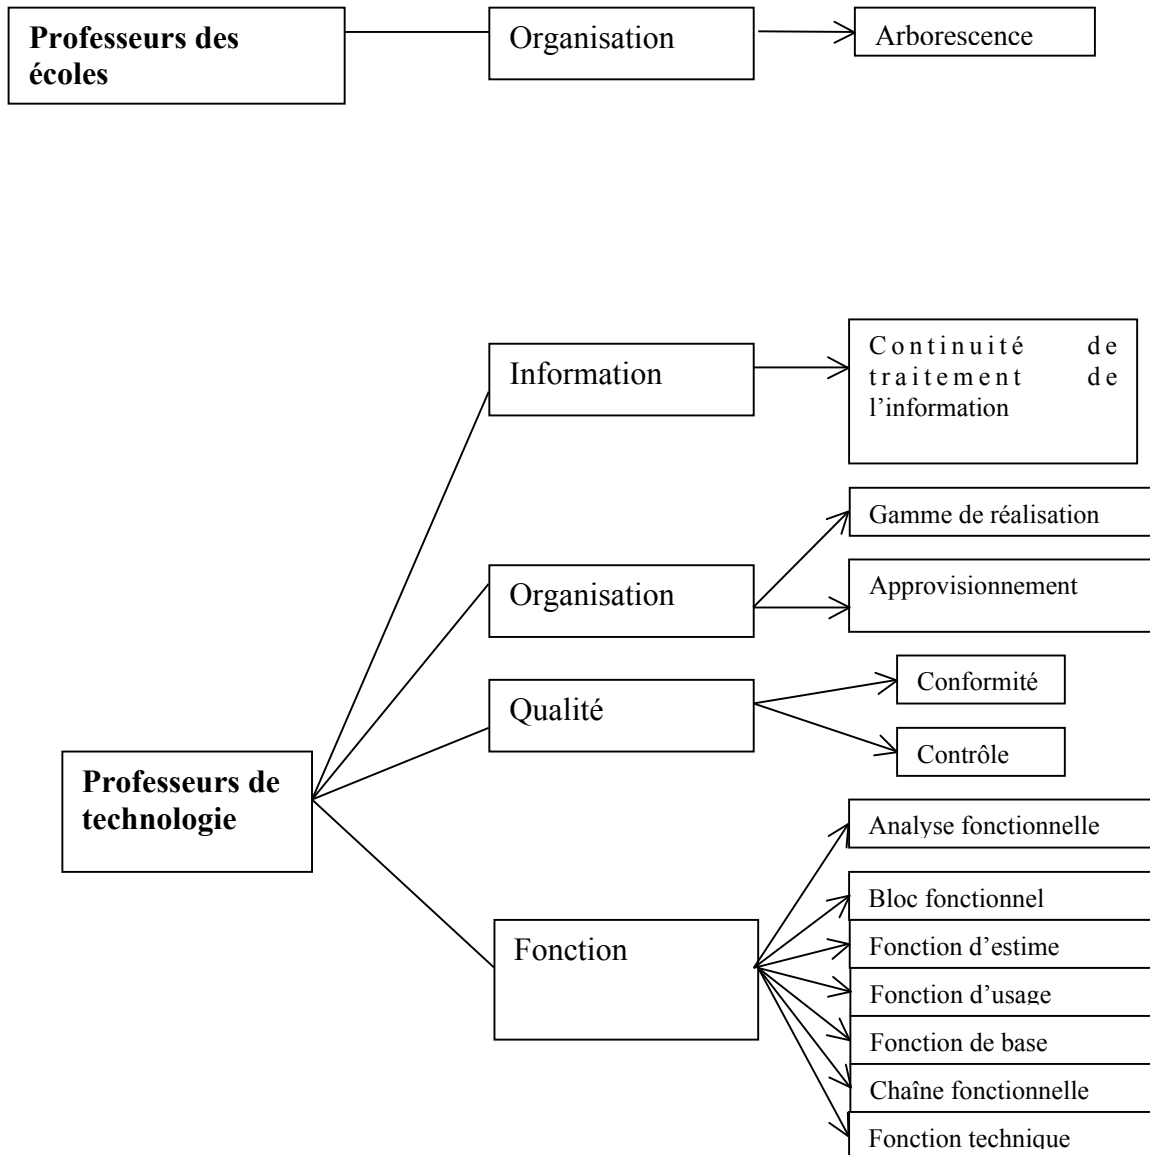 Professeurs des
écoles
Organisation
Arborescence
Information
Continuité de
traitement de
l’information
Gamme de réalisation
Organisation
Approvisionnement
Qualité
Conformité
Contrôle
Professeurs de
technologie
Analyse fonctionnelle
Bloc fonctionnel
Fonction
Fonction d’estime
Fonction d’usage
Fonction de base
Chaîne fonctionnelle
Fonction technique